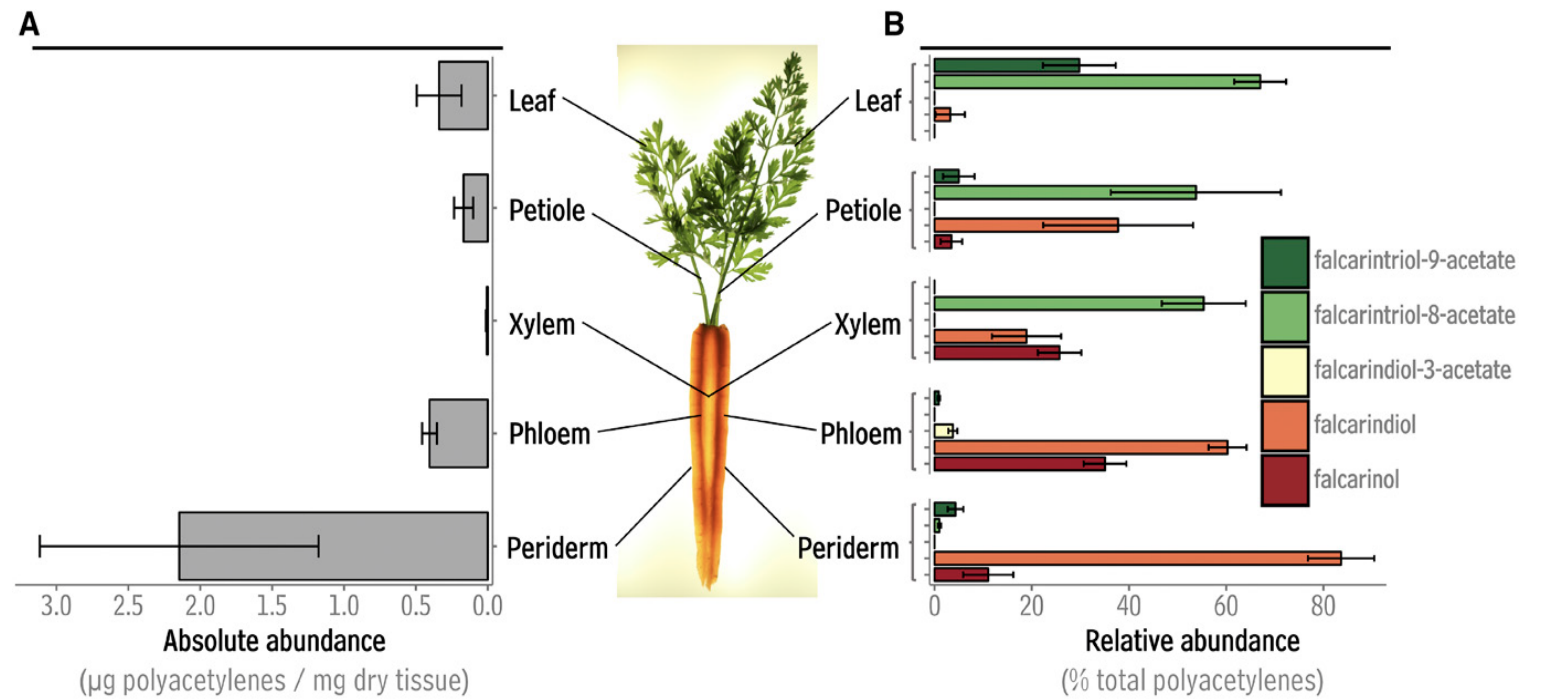 A
B
Leaf
Petiole
Xylem
Phloem
Periderm
3.0 2.5 2.0 1.5 1.0 0.5 0.0
Absolute abundance
(µg polyacetylenes / mg dry tissue)
Leaf
Petiole
Xylem
Phloem
Periderm
falcarintriol-9-acetate
falcarintriol-8-acetate
falcarindiol-3-acetate
falcarindiol
falcarinol
0 20 40 60 80
Relative abundance
(% total polyacetylenes)